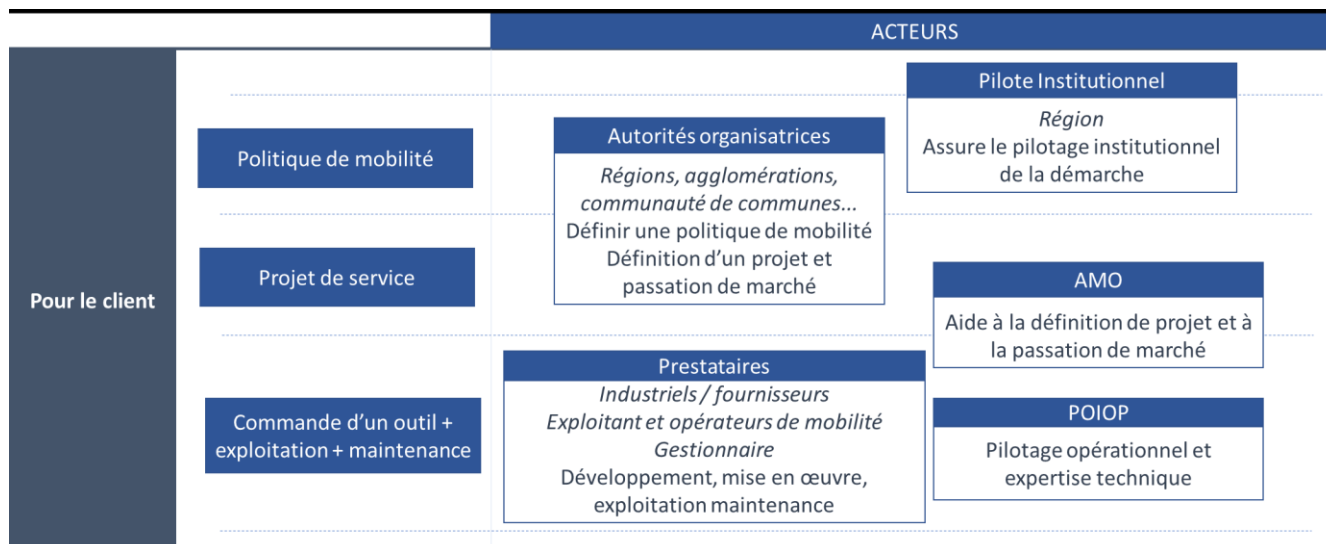 ACTEURS
Pour le client
Politique de mobilité
Projet de service
Commande d'un outil +
exploitation + maintenance
Autorités organisatrices
Régions, agglomérations,
communauté de communes...
Définir une politique de mobilité
Définition d'un projet et
passation de marché
Prestataires
Industriels / fournisseurs
Exploitant et opérateurs de mobilité
Gestionnaire
Développement, mise en œuvre,
exploitation maintenance
Pilote Institutionnel
Région
Assure le pilotage institutionnel
de la démarche
AMO
Aide à la définition de projet et à
la passation de marché
POIOP
Pilotage opérationnel et
expertise technique